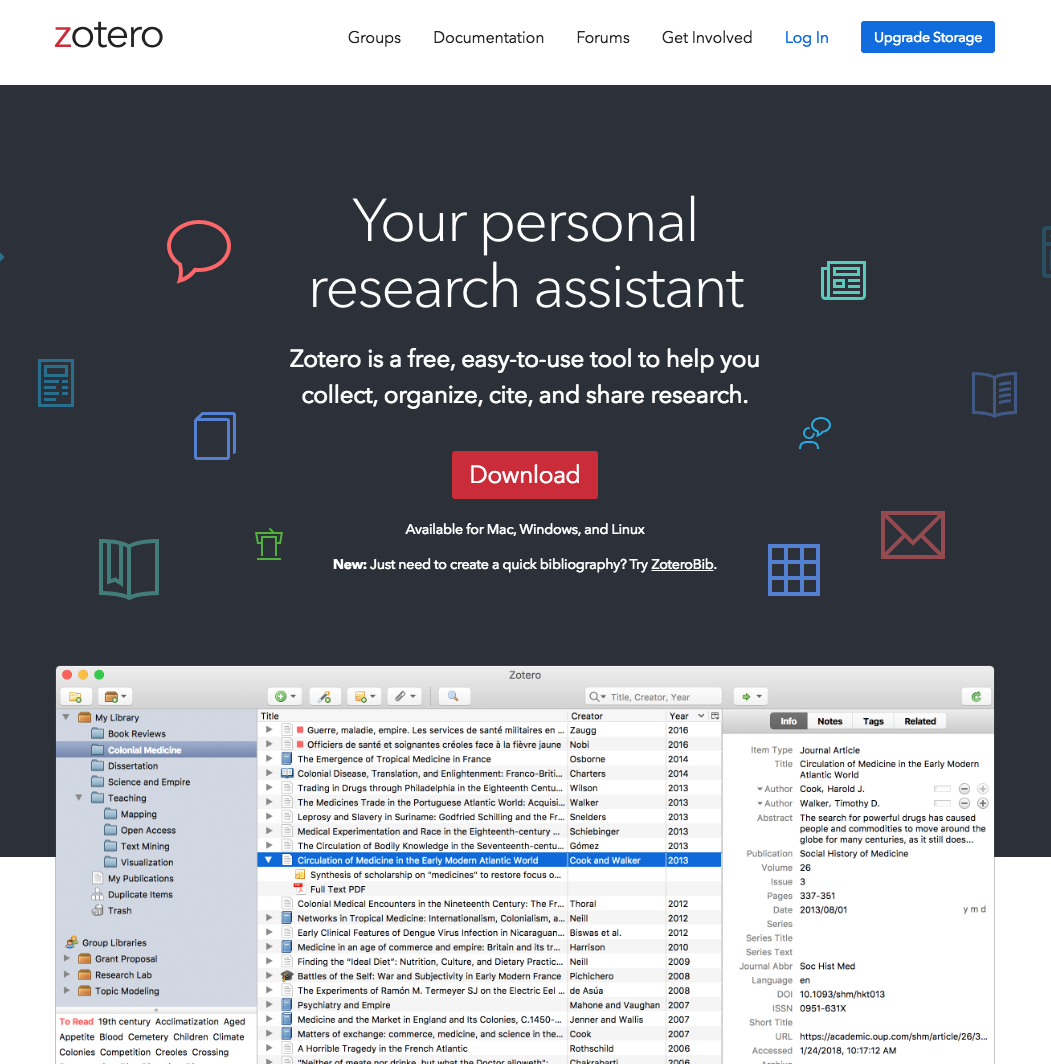 zotero
Groups Documentation Forums Get Involved Log In Upgrade Storage
Your personal
research assistant
Zotero is a free, easy-to-use tool to help you
collect, organize, cite, and share research.
Download
Available for Mac, Windows, and Linux
New: Just need to create a quick bibliography? Try ZoteroBib.
Zotero
Title, Creator, Year
My Library
Book Reviews
Colonial Medicine
Dissertation
Science and Empire
Teaching
Mapping
Open Access
Text Mining
Visualization
My Publications
Duplicate Items
Trash
Group Libraries
Grant Proposal
Research Lab
Topic Modeling
To Read 19th century Acclimatization Aged
Appetite Blood Cemetery Children Climate
Colonies Competition Creoles Crossing
Title Creator Year
Guerre, maladie, empire. Les services de santé militaires en ... Zaugg 2016
Officiers de santé et soignantes créoles face à la fièvre jaune Nobi 2016
The Emergence of Tropical Medicine in France Osborne 2014
Colonial Disease, Translation, and Enlightenment: Franco-Briti... Charters 2014
Trading in Drugs through Philadelphia in the Eighteenth Centu... Wilson 2013
The Medicines Trade in the Portuguese Atlantic World: Acquisi... Walker 2013
Leprosy and Slavery in Suriname: Godfried Schilling and the Fr... Snelders 2013
Medical Experimentation and Race in the Eighteenth-century ... Schiebinger 2013
The Circulation of Bodily Knowledge in the Seventeenth-centu... Gómez 2013
Circulation of Medicine in the Early Modern Atlantic World Cook and Walker 2013
Synthesis of scholarship on "medicines" to restore focus o...
Full Text PDF
Colonial Medical Encounters in the Nineteenth Century: The Fr... Thoral 2012
Networks in Tropical Medicine: Internationalism, Colonialism, a... Neill 2012
Early Clinical Features of Dengue Virus Infection in Nicaraguan... Biswas et al. 2012
Medicine in an age of commerce and empire: Britain and its tr... Harrison 2010
Finding the “Ideal Diet”: Nutrition, Culture, and Dietary Practic... Neill 2009
Battles of the Self: War and Subjectivity in Early Modern France Pichichero 2008
The Experiments of Ramón M. Termeyer SJ on the Electric Eel ... de Asúa 2008
Psychiatry and Empire Mahone and Vaughan 2007
Medicine and the Market in England and Its Colonies, C.1450-... Jenner and Wallis 2007
Matters of exchange: commerce, medicine, and science in the... Cook 2007
A Horrible Tragedy in the French Atlantic Rothschild 2006
"Neither of meate nor drinke, but what the Doctor alloweth":... Chakrabarti 2006
Info Notes Tags Related
Item Type Journal Article
Title Circulation of Medicine in the Early Modern
Atlantic World
Author Cook, Harold J.
Author Walker, Timothy D.
Abstract The search for powerful drugs has caused
people and commodities to move around the
globe for many centuries, as it still does...
Publication Social History of Medicine
Volume 26
Issue 3
Pages 337-351
Date 2013/08/01 y m d
Series
Series Title
Series Text
Journal Abbr Soc Hist Med
Language en
DOI 10.1093/shm/hkt013
ISSN 0951-631X
Short Title
URL https://academic.oup.com/shm/article/26/3...
Accessed 1/24/2018, 10:17:12 AM
Archive